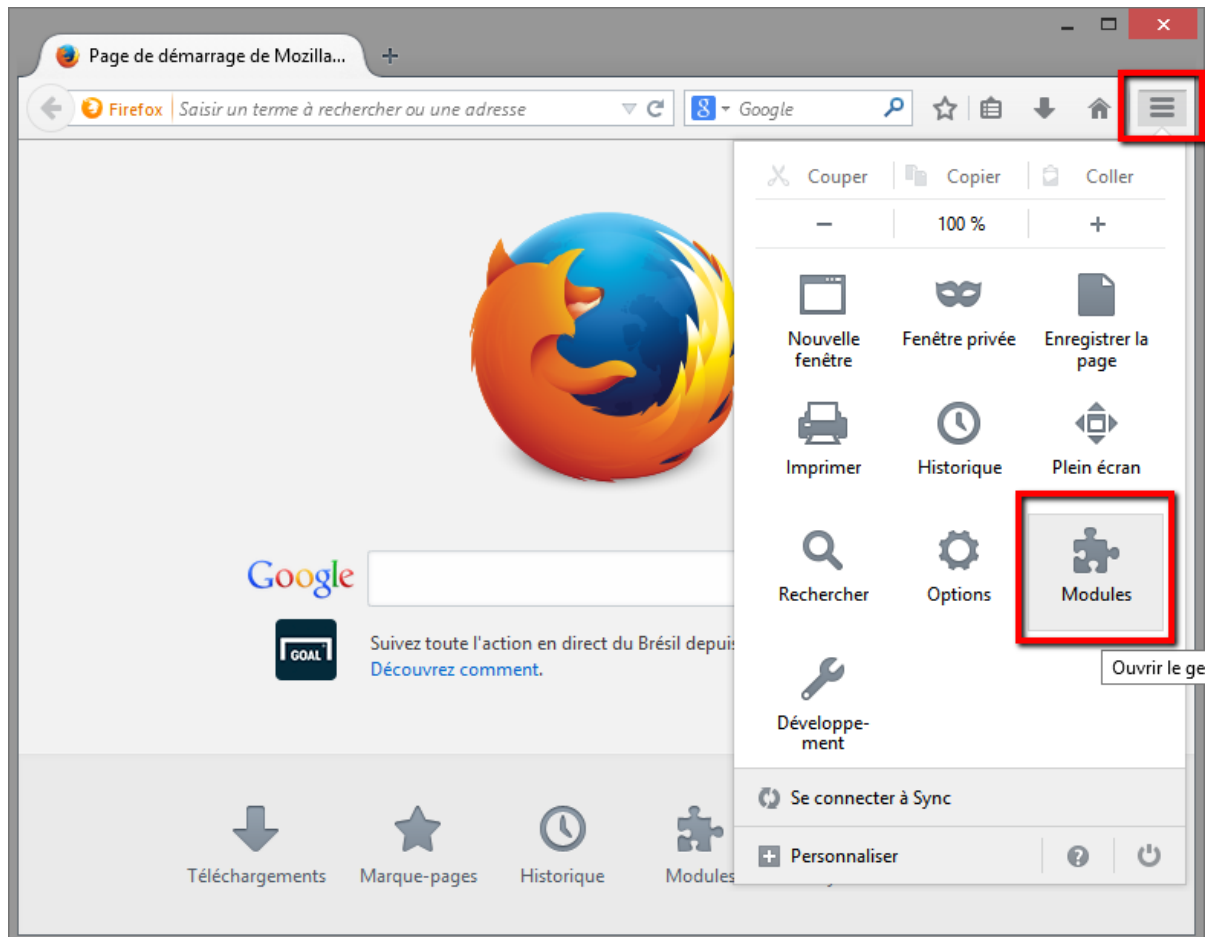 Page de démarrage de Mozilla...
Firefox Saisir un terme à rechercher ou une adresse
Google
Couper Copier Coller
100 %
Nouvelle fenêtre
Fenêtre privée
Enregistrer la page
Imprimer Historique Plein écran
Rechercher Options Modules
Google
GOAL
Suivez toute l'action en direct du Brésil depuis
Découvrez comment.
Ouvrir le ge
Développe-
ment
Se connecter à Sync
Personnaliser
Téléchargements Marque-pages Historique Modules